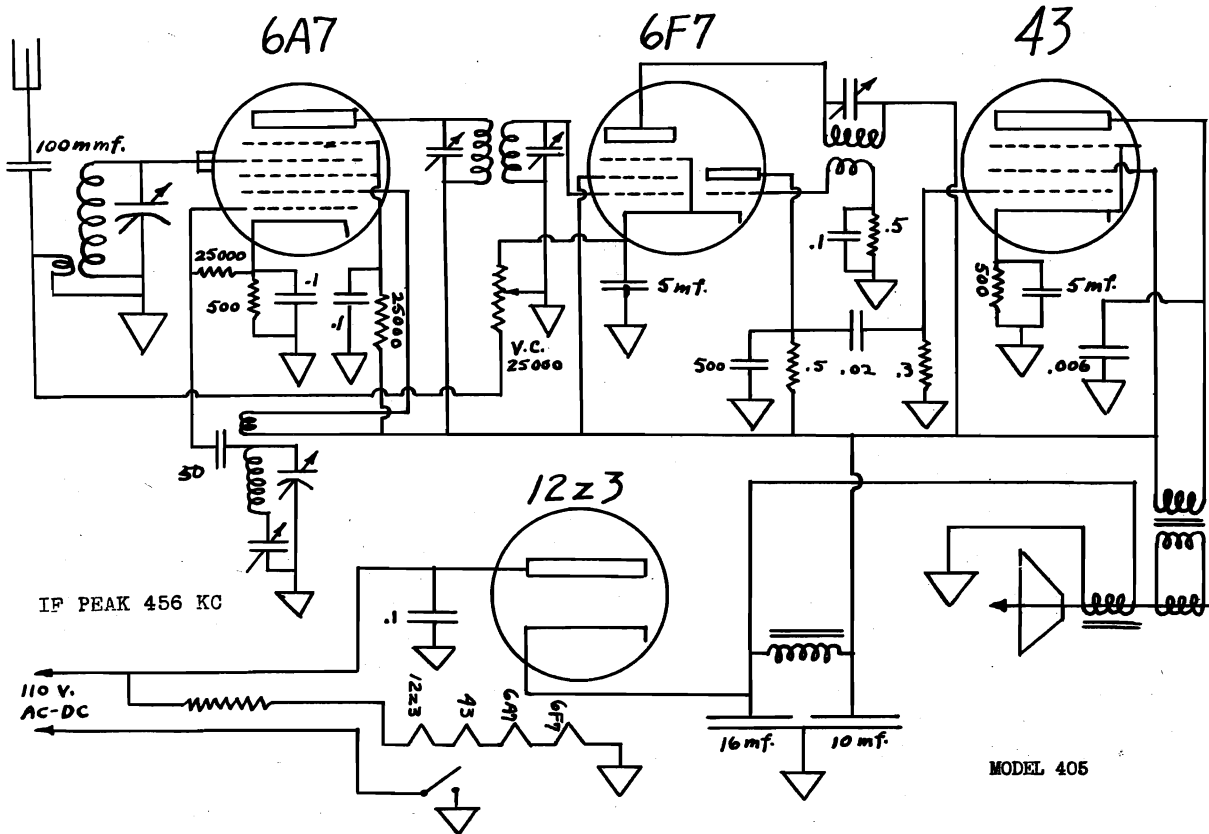 6A7
6F7
43
100mmf.
25000
500
.1
.1
25000
V.C.
25000
5mf.
.1
.5
500
.5
.02
.3
500
5mf.
.006
50
12z3
IF PEAK 456 KC
.1
110 V.
AC-DC
12z3
43
6A7
6F7
16mf.
10mf.
MODEL 405